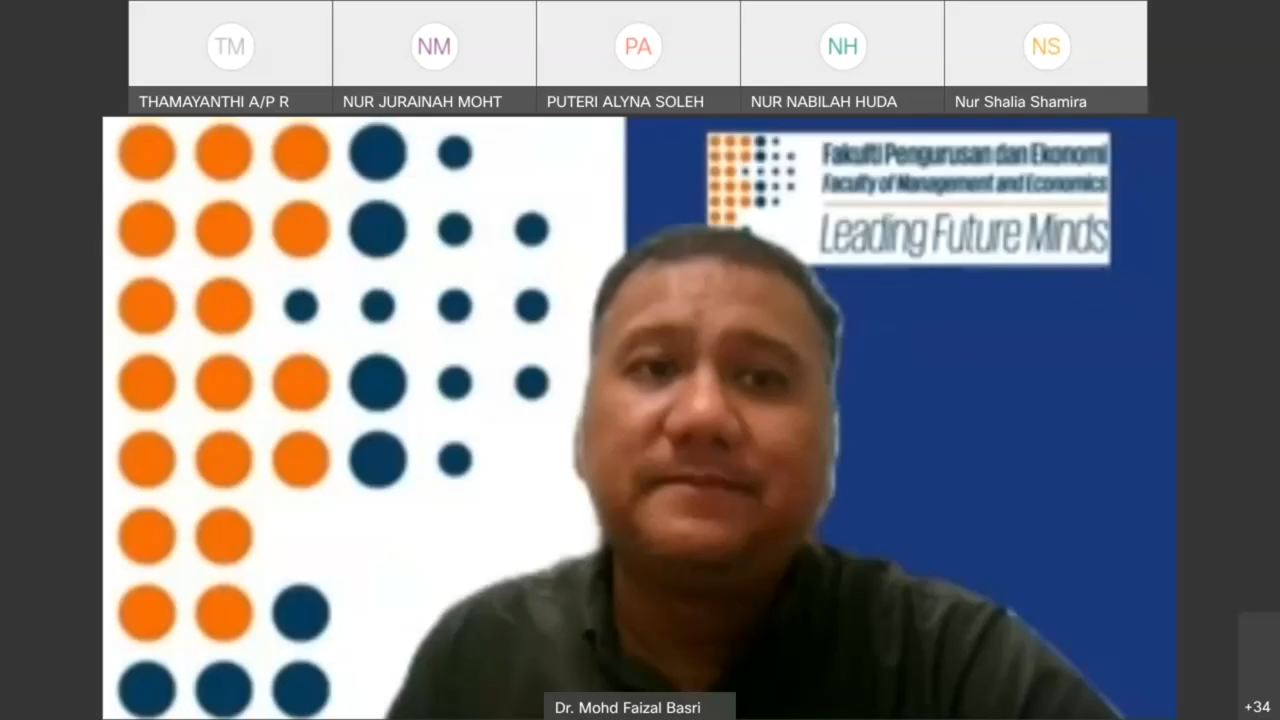 TM
NM
PA
NH
NS
THAMAYANTHI A/P R
NUR JURAINAH MOHT
PUTERI ALYNA SOLEH
NUR NABILAH HUDA
Nur Shalia Shamira
Fakulti Pengurusan dan Ekonomi
Faculty of Management and Economics
Leading Future Minds
Dr. Mohd Faizal Basri
+34